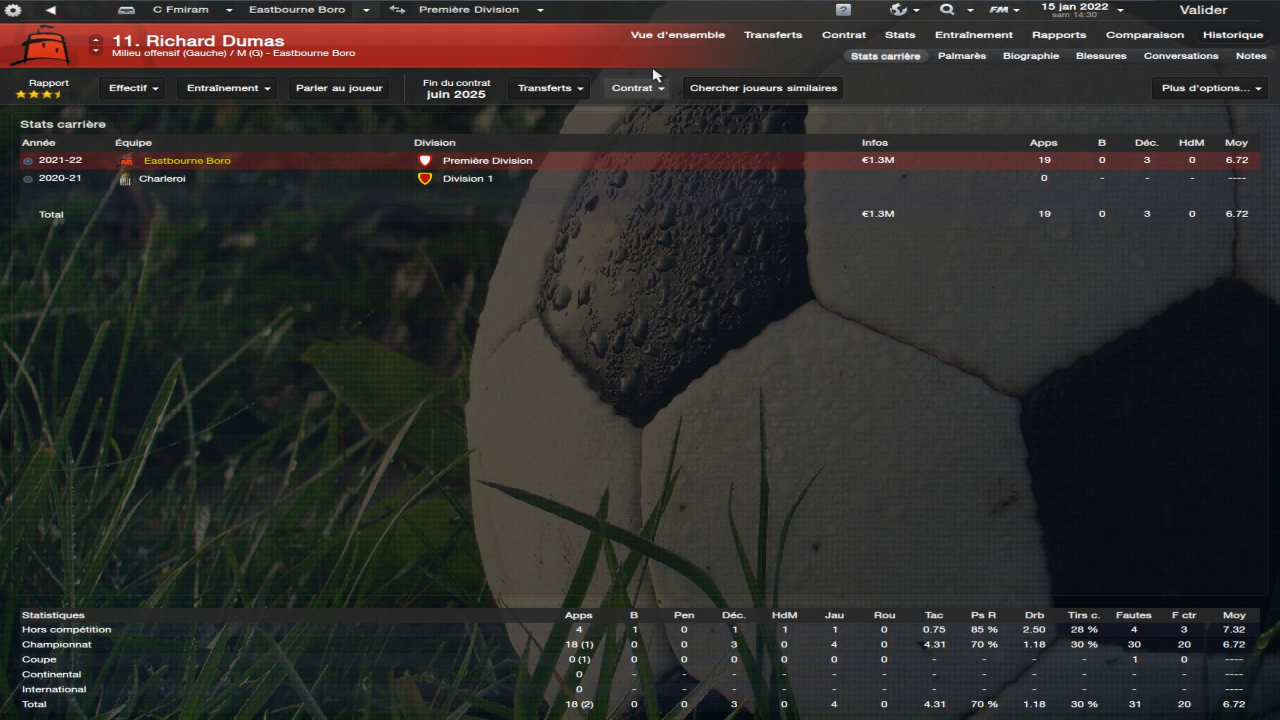 C Fmiram Eastbourne Boro Première Division ? FM 15 jan 2022 Valider
sam 14:30
11. Richard Dumas
Milieu offensif (Gauche) / M (G) - Eastbourne Boro
Vue d'ensemble Transferts Contrat Stats Entraînement Rapports Comparaison Historique
Stats carrière Palmarès Biographie Blessures Conversations Notes
Rapport Effectif Entraînement Parler au joueur Fin du contrat Transferts Contrat Chercher joueurs similaires Plus d'options...
juin 2025
Stats carrière
Année Équipe Division Infos Apps B Déc. HdM Moy
2021-22 Eastbourne Boro Première Division €1.3M 19 0 3 0 6.72
2020-21 Charleroi Division 1 0 - - - ----
Total €1.3M 19 0 3 0 6.72
Statistiques Apps B Pen Déc. HdM Jau Rou Tac Ps R Drb Tirs c. Fautes F ctr Moy
Hors compétition 4 1 0 1 1 1 0 0.75 85 % 2.50 28 % 4 3 7.32
Championnat 18 (1) 0 0 3 0 4 0 4.31 70 % 1.18 30 % 30 20 6.72
Coupe 0 (1) 0 0 0 0 0 0 - - - - 1 0 ----
Continental 0 - - - - - - - - - - - - ----
International 0 - - - - - - - - - - - - ----
Total 18 (2) 0 0 3 0 4 0 4.31 70 % 1.18 30 % 31 20 6.72